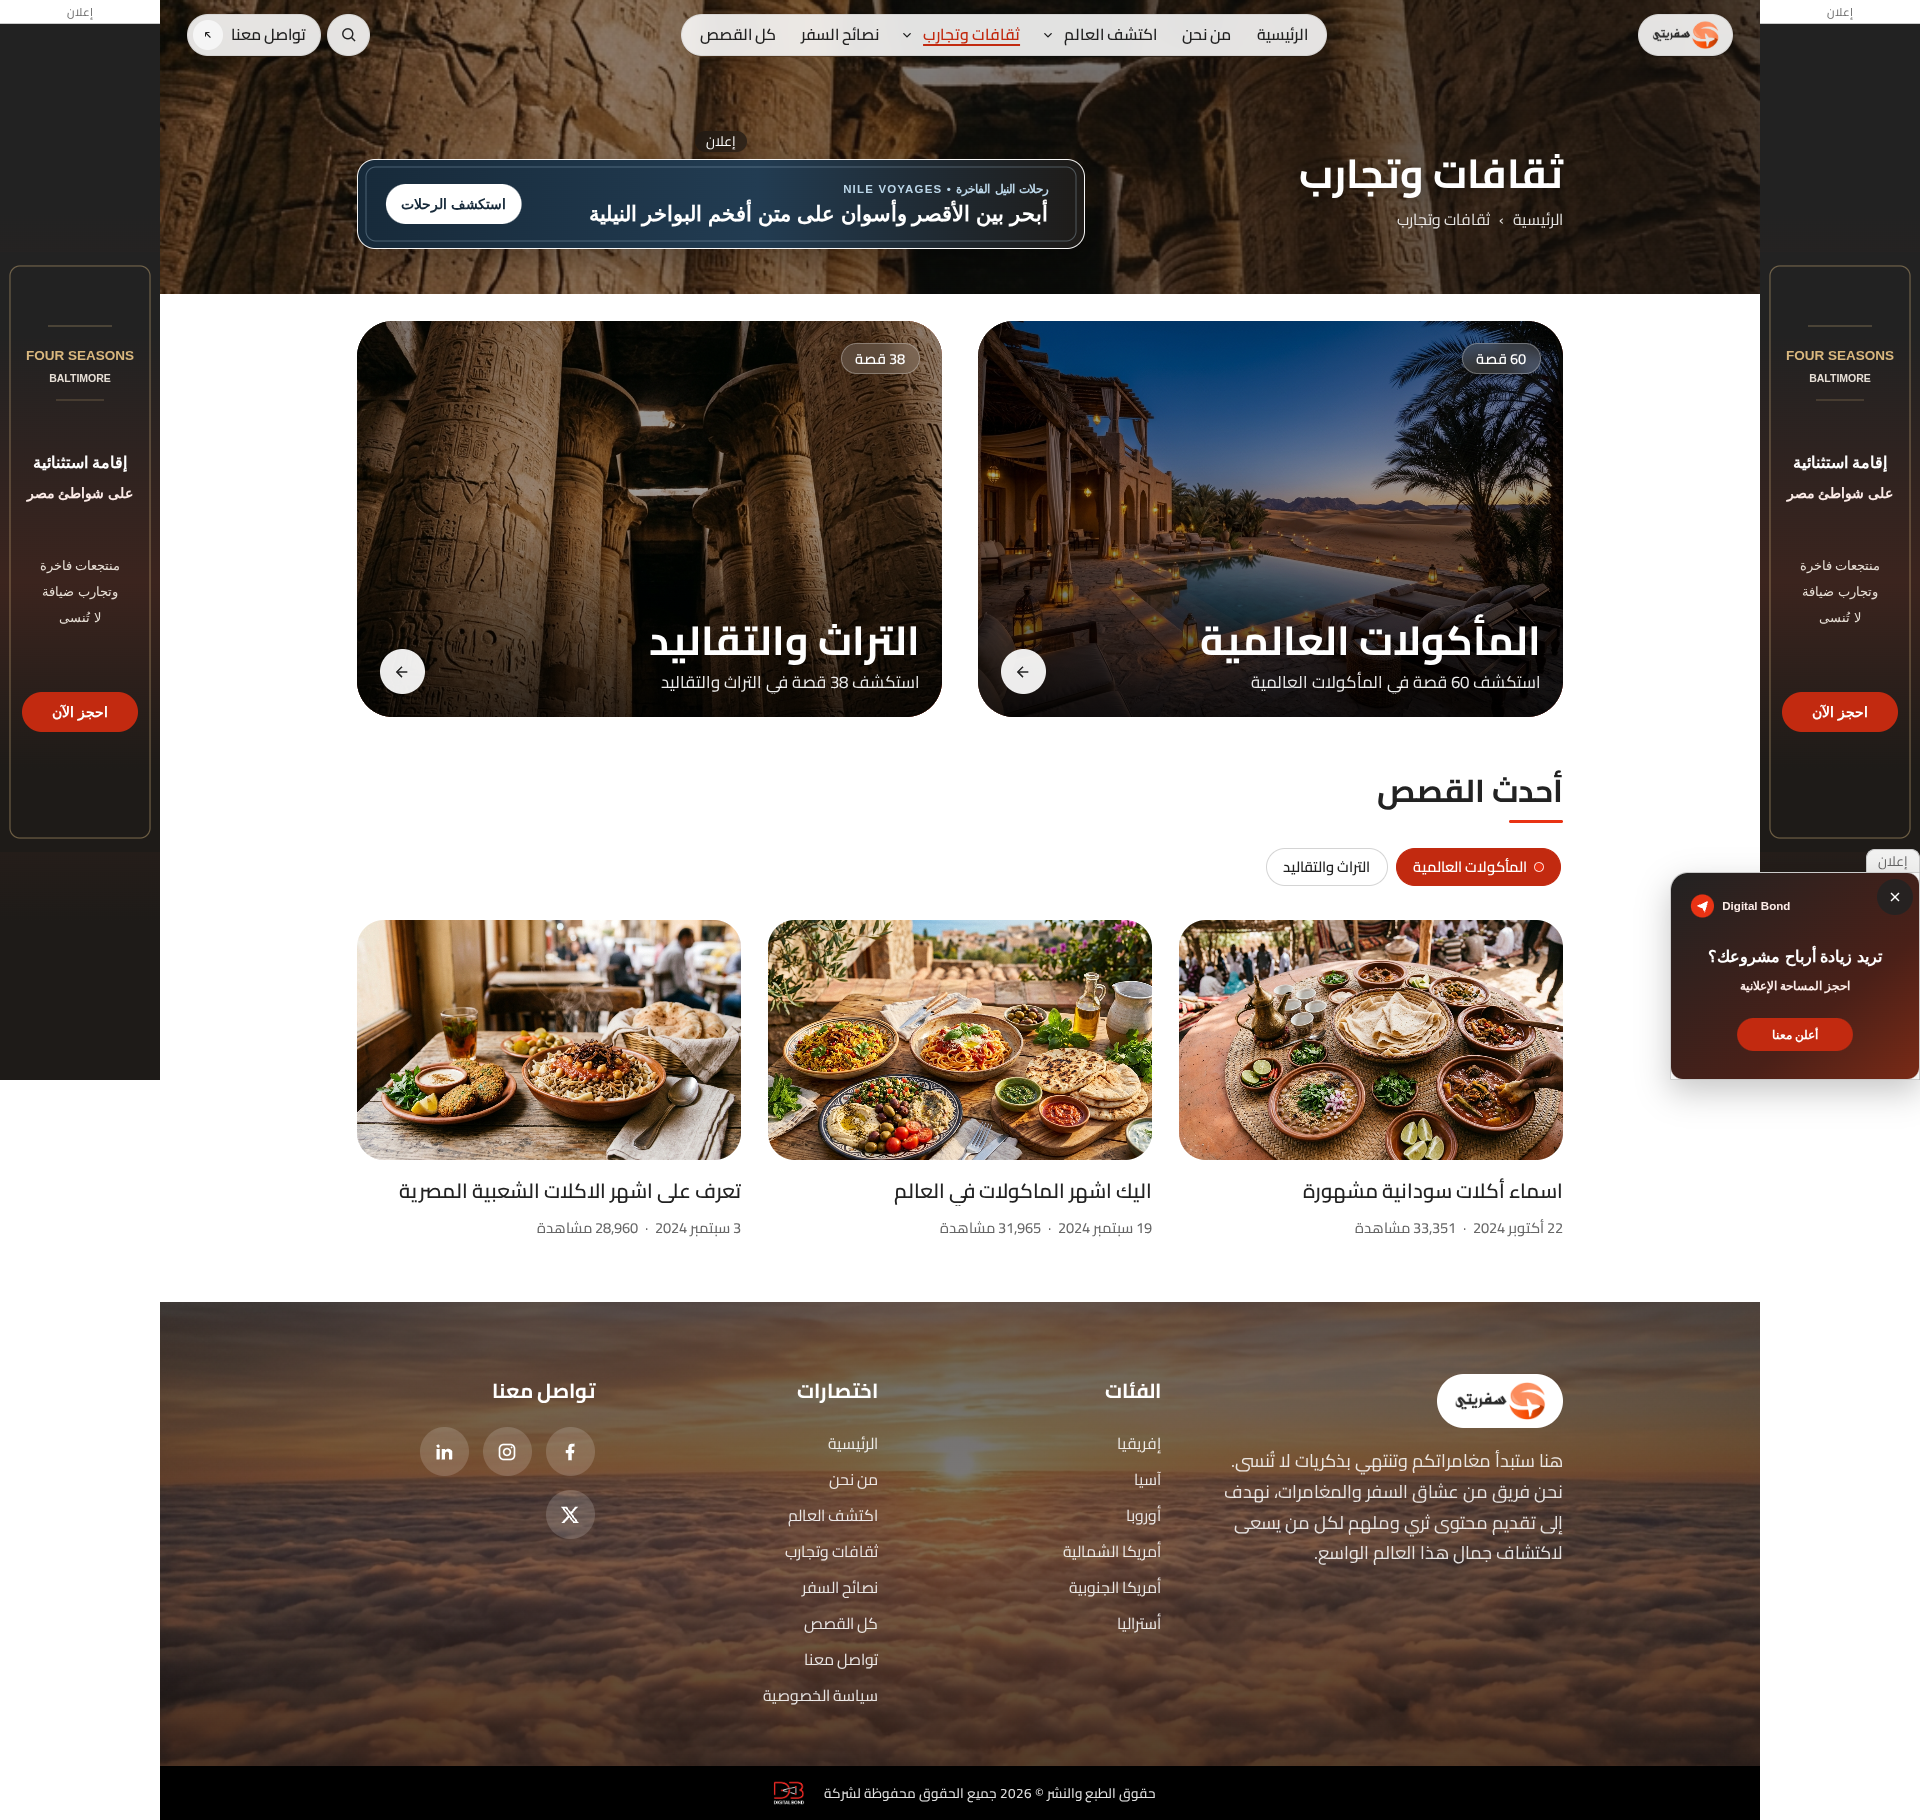 إعلان
إعلان
سفريتي
الرئيسية
من نحن
اكتشف العالم
ثقافات وتجارب
نصائح السفر
كل القصص
تواصل معنا
ثقافات وتجارب
الرئيسية › ثقافات وتجارب
إعلان
رحلات النيل الفاخرة • NILE VOYAGES
أبحر بين الأقصر وأسوان على متن أفخم البواخر النيلية
استكشف الرحلات
FOUR SEASONS
BALTIMORE
إقامة استثنائية
على شواطئ مصر
منتجعات فاخرة
وتجارب ضيافة
لا تُنسى
احجز الآن
60 قصة
المأكولات العالمية
استكشف 60 قصة في المأكولات العالمية
38 قصة
التراث والتقاليد
استكشف 38 قصة في التراث والتقاليد
FOUR SEASONS
BALTIMORE
إقامة استثنائية
على شواطئ مصر
منتجعات فاخرة
وتجارب ضيافة
لا تُنسى
احجز الآن
أحدث القصص
المأكولات العالمية
التراث والتقاليد
إعلان
Digital Bond
تريد زيادة أرباح مشروعك؟
احجز المساحة الإعلانية
أعلن معنا
اسماء أكلات سودانية مشهورة
22 أكتوبر 2024 · 33,351 مشاهدة
اليك اشهر الماكولات في العالم
19 سبتمبر 2024 · 31,965 مشاهدة
تعرف على اشهر الاكلات الشعبية المصرية
3 سبتمبر 2024 · 28,960 مشاهدة
سفريتي
هنا ستبدأ مغامراتكم وتنتهي بذكريات لا تُنسى.
نحن فريق من عشاق السفر والمغامرات، نهدف
إلى تقديم محتوى ثري وملهم لكل من يسعى
لاكتشاف جمال هذا العالم الواسع.
الفئات
إفريقيا
آسيا
أوروبا
أمريكا الشمالية
أمريكا الجنوبية
أستراليا
اختصارات
الرئيسية
من نحن
اكتشف العالم
ثقافات وتجارب
نصائح السفر
كل القصص
تواصل معنا
سياسة الخصوصية
تواصل معنا
حقوق الطبع والنشر © 2026 جميع الحقوق محفوظة لشركة
DIGITAL BOND